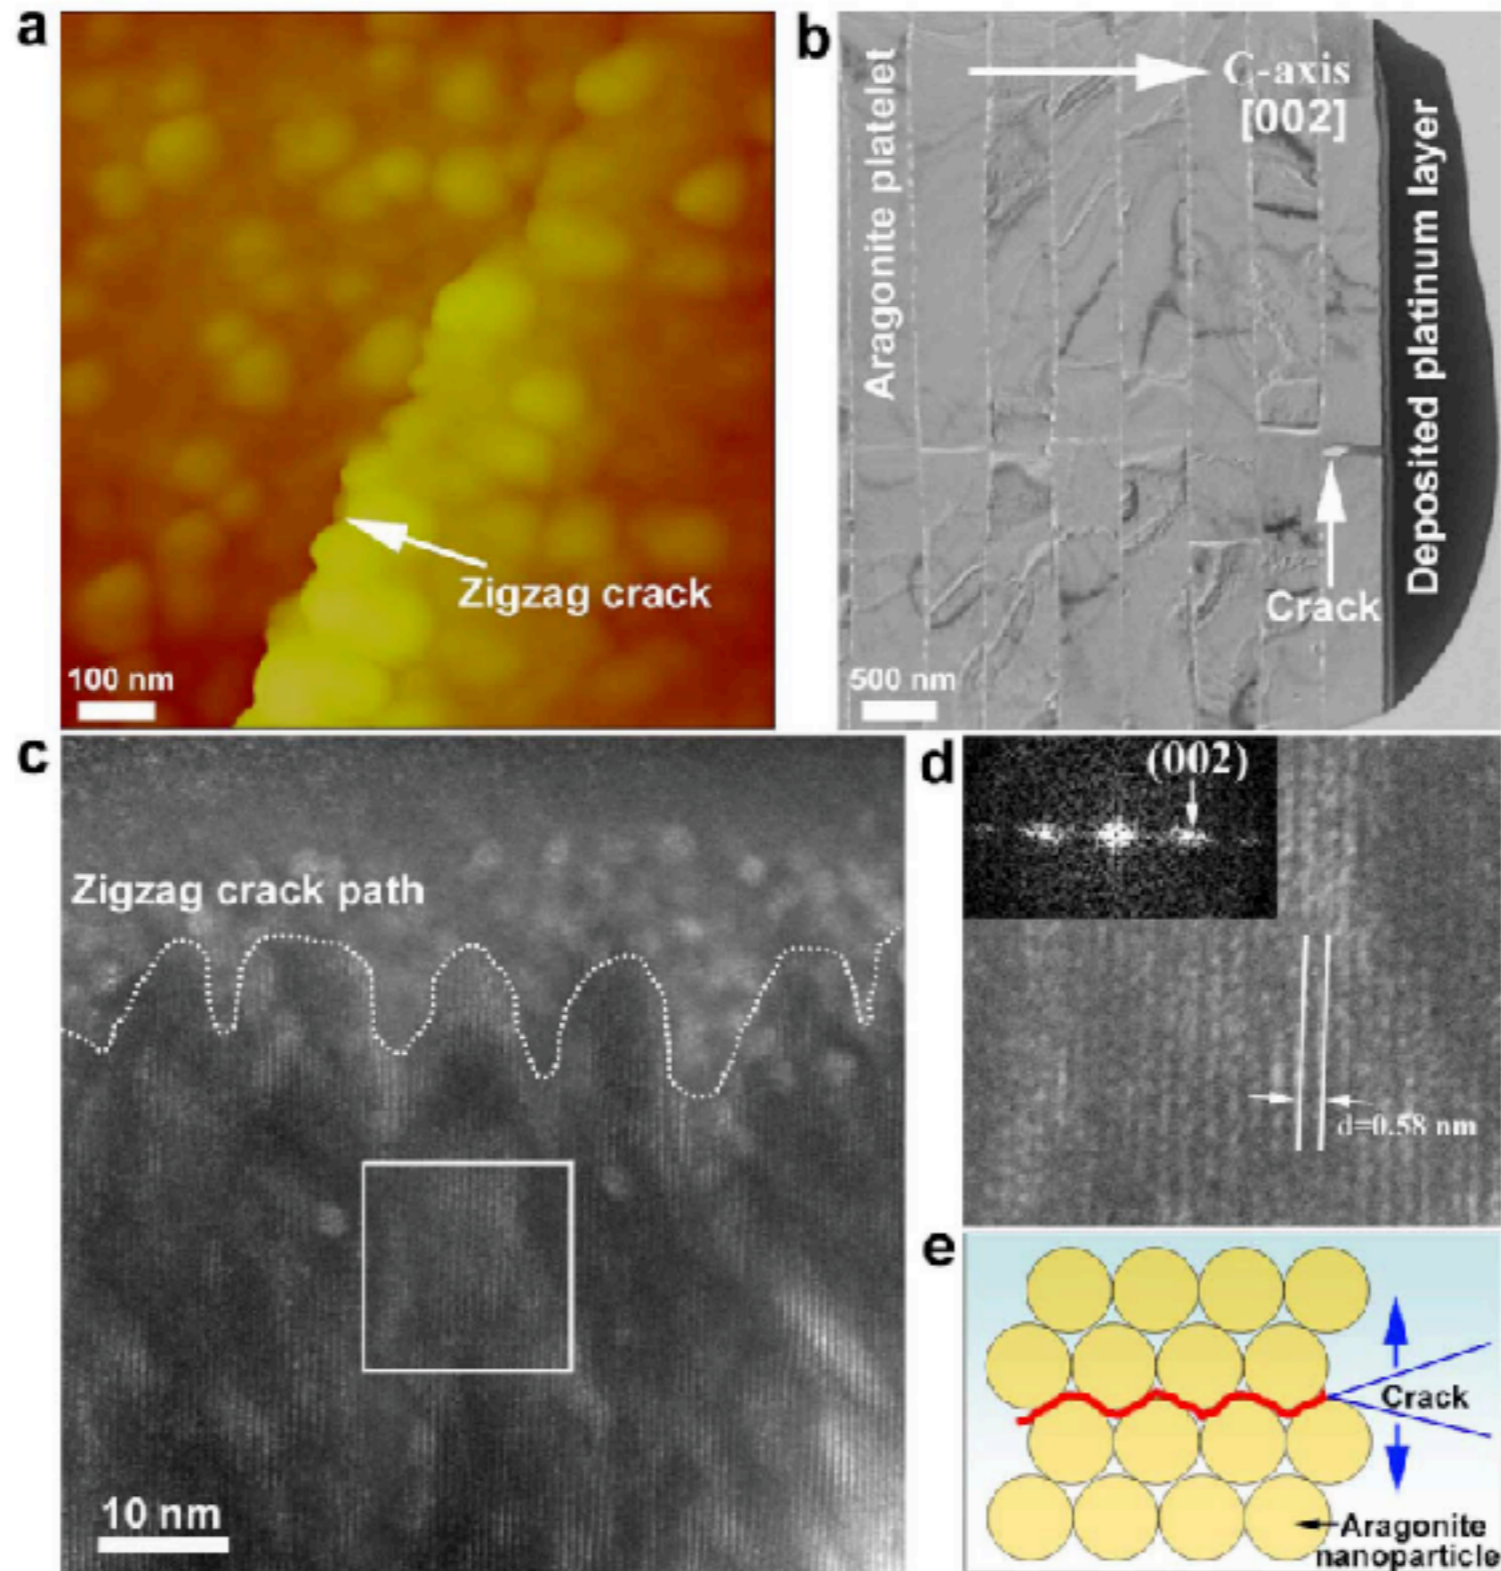 a
Zigzag crack
100 nm
b
Aragonite platelet
C-axis
[002]
Deposited platinum layer
Crack
500 nm
c
Zigzag crack path
10 nm
d
(002)
d=0.58 nm
e
Crack
Aragonite
nanoparticle